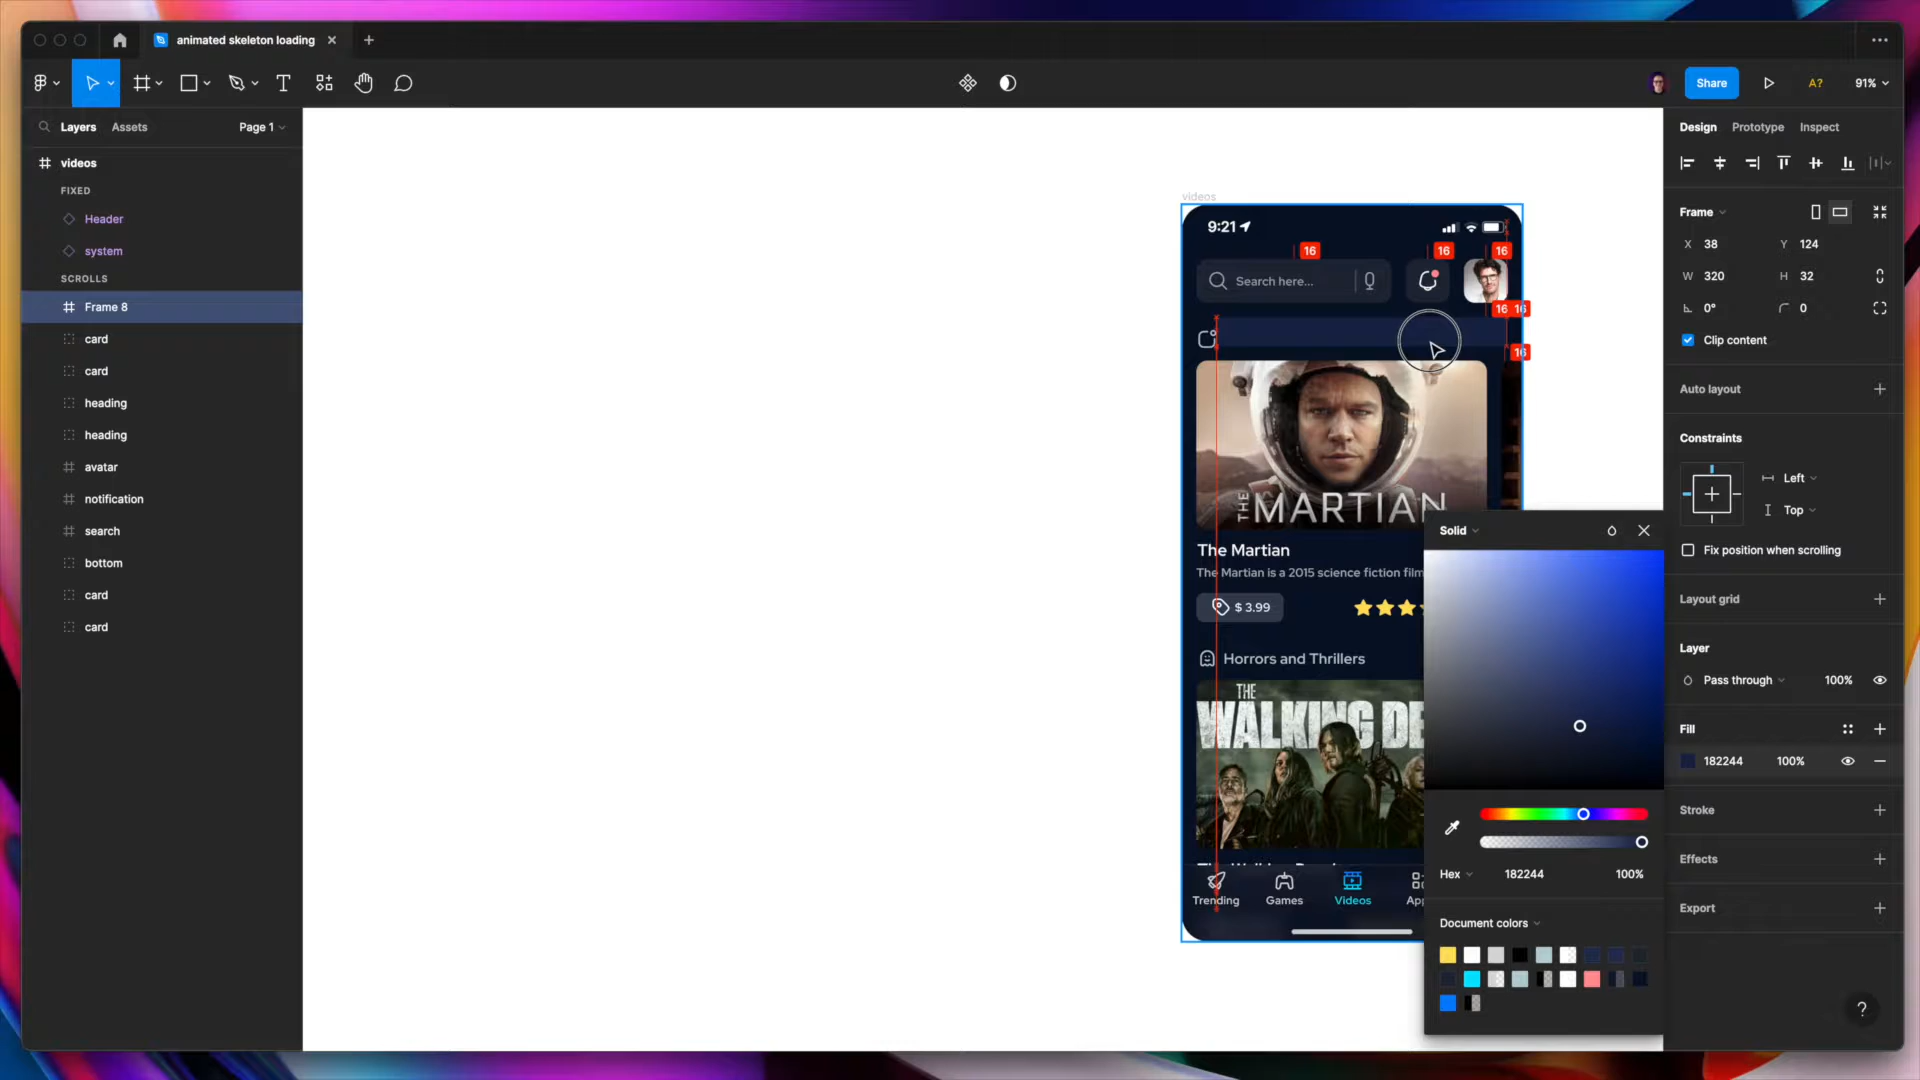 animated skeleton loading
Share
A?
91%
Layers
Assets
Page 1
videos
FIXED
Header
system
SCROLLS
Frame 8
card
card
heading
heading
avatar
notification
search
bottom
card
card
videos
9:21
16
16
16
Search here...
16
16
16
THE MARTIAN
The Martian
The Martian is a 2015 science fiction film
$ 3.99
Horrors and Thrillers
THE
WALKING DE
Trending
Games
Videos
App
Design
Prototype
Inspect
Frame
X 38
Y 124
W 320
H 32
0°
0
Clip content
Auto layout
Constraints
Left
Top
Fix position when scrolling
Layout grid
Layer
Pass through
100%
Fill
182244
100%
Stroke
Effects
Export
Solid
Hex
182244
100%
Document colors
?